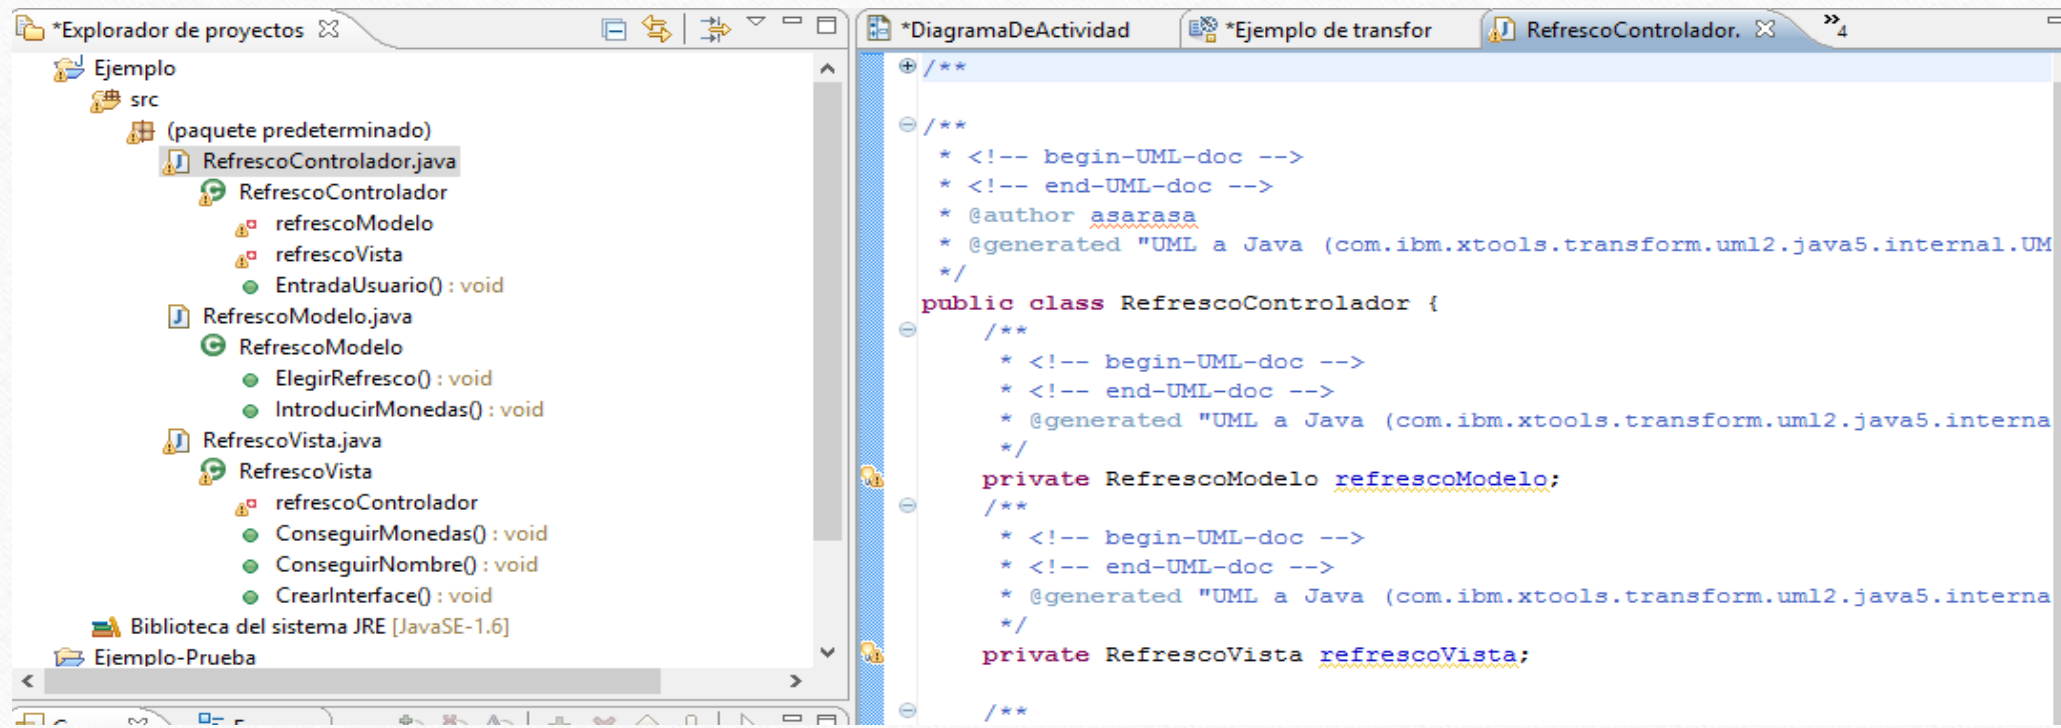 *Explorador de proyectos
Ejemplo
src
(paquete predeterminado)
RefrescoControlador.java
RefrescoControlador
refrescoModelo
refrescoVista
EntradaUsuario() : void
RefrescoModelo.java
RefrescoModelo
ElegirRefresco() : void
IntroducirMonedas() : void
RefrescoVista.java
RefrescoVista
refrescoControlador
ConseguirMonedas() : void
ConseguirNombre() : void
CrearInterface() : void
Biblioteca del sistema JRE [JavaSE-1.6]
Ejemplo-Prueba
*DiagramaDeActividad
*Ejemplo de transfor
RefrescoControlador.
»4
/**
/**
* <!-- begin-UML-doc -->
* <!-- end-UML-doc -->
* @author asarasa
* @generated "UML a Java (com.ibm.xtools.transform.uml2.java5.internal.UM
*/
public class RefrescoControlador {
/**
* <!-- begin-UML-doc -->
* <!-- end-UML-doc -->
* @generated "UML a Java (com.ibm.xtools.transform.uml2.java5.interna
*/
private RefrescoModelo refrescoModelo;
/**
* <!-- begin-UML-doc -->
* <!-- end-UML-doc -->
* @generated "UML a Java (com.ibm.xtools.transform.uml2.java5.interna
*/
private RefrescoVista refrescoVista;
/**